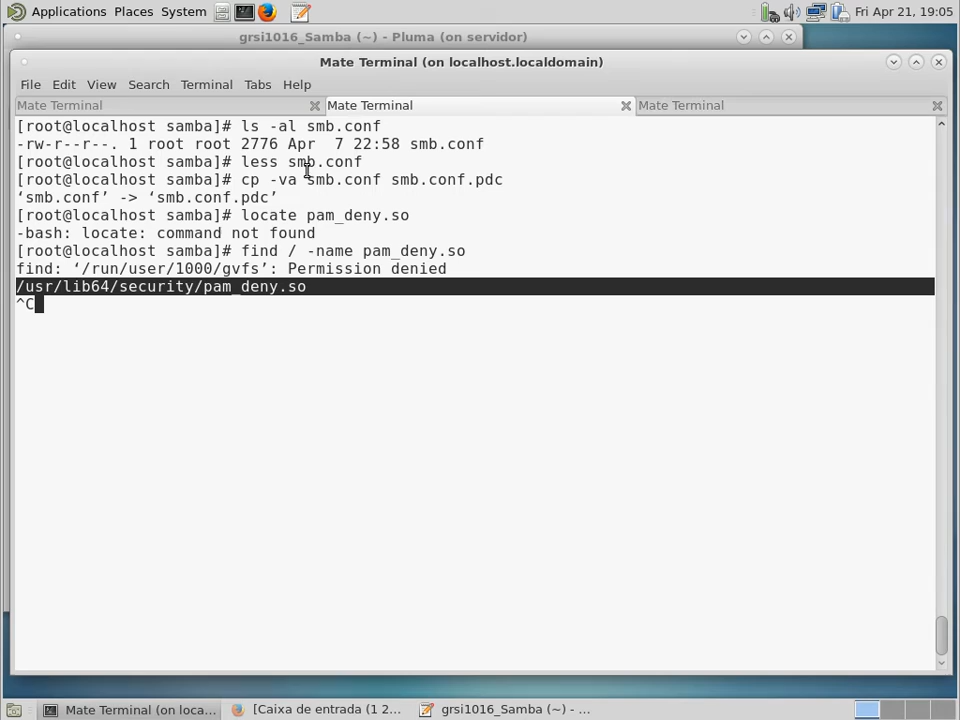 Applications Places System
Fri Apr 21, 19:05
grsi1016_Samba (~) - Pluma (on servidor)
Mate Terminal (on localhost.localdomain)
File Edit View Search Terminal Tabs Help
Mate Terminal
Mate Terminal
Mate Terminal
[root@localhost samba]# ls -al smb.conf
-rw-r--r--. 1 root root 2776 Apr  7 22:58 smb.conf
[root@localhost samba]# less smb.conf
[root@localhost samba]# cp -va smb.conf smb.conf.pdc
‘smb.conf’ -> ‘smb.conf.pdc’
[root@localhost samba]# locate pam_deny.so
-bash: locate: command not found
[root@localhost samba]# find / -name pam_deny.so
find: ‘/run/user/1000/gvfs’: Permission denied
/usr/lib64/security/pam_deny.so
^C
Mate Terminal (on loca...
[Caixa de entrada (1 2...
grsi1016_Samba (~) - ...